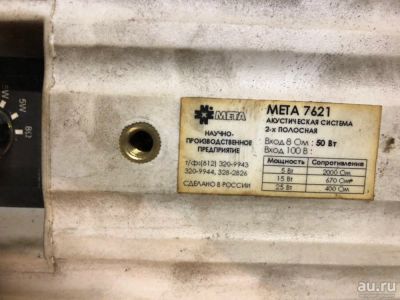 5W
8Ω
МЕТА
НАУЧНО-
ПРОИЗВОДСТВЕННОЕ
ПРЕДПРИЯТИЕ
т/ф:(812) 320-9943
320-9944, 328-2826
СДЕЛАНО В РОССИИ
МЕТА 7621
АКУСТИЧЕСКАЯ СИСТЕМА
2-х ПОЛОСНАЯ
Вход 8 Ом: 50 Вт
Вход 100 В:
Мощность Сопротивление
5 Вт 2000 Ом
15 Вт 670 Ом
25 Вт 400 Ом
au.ru